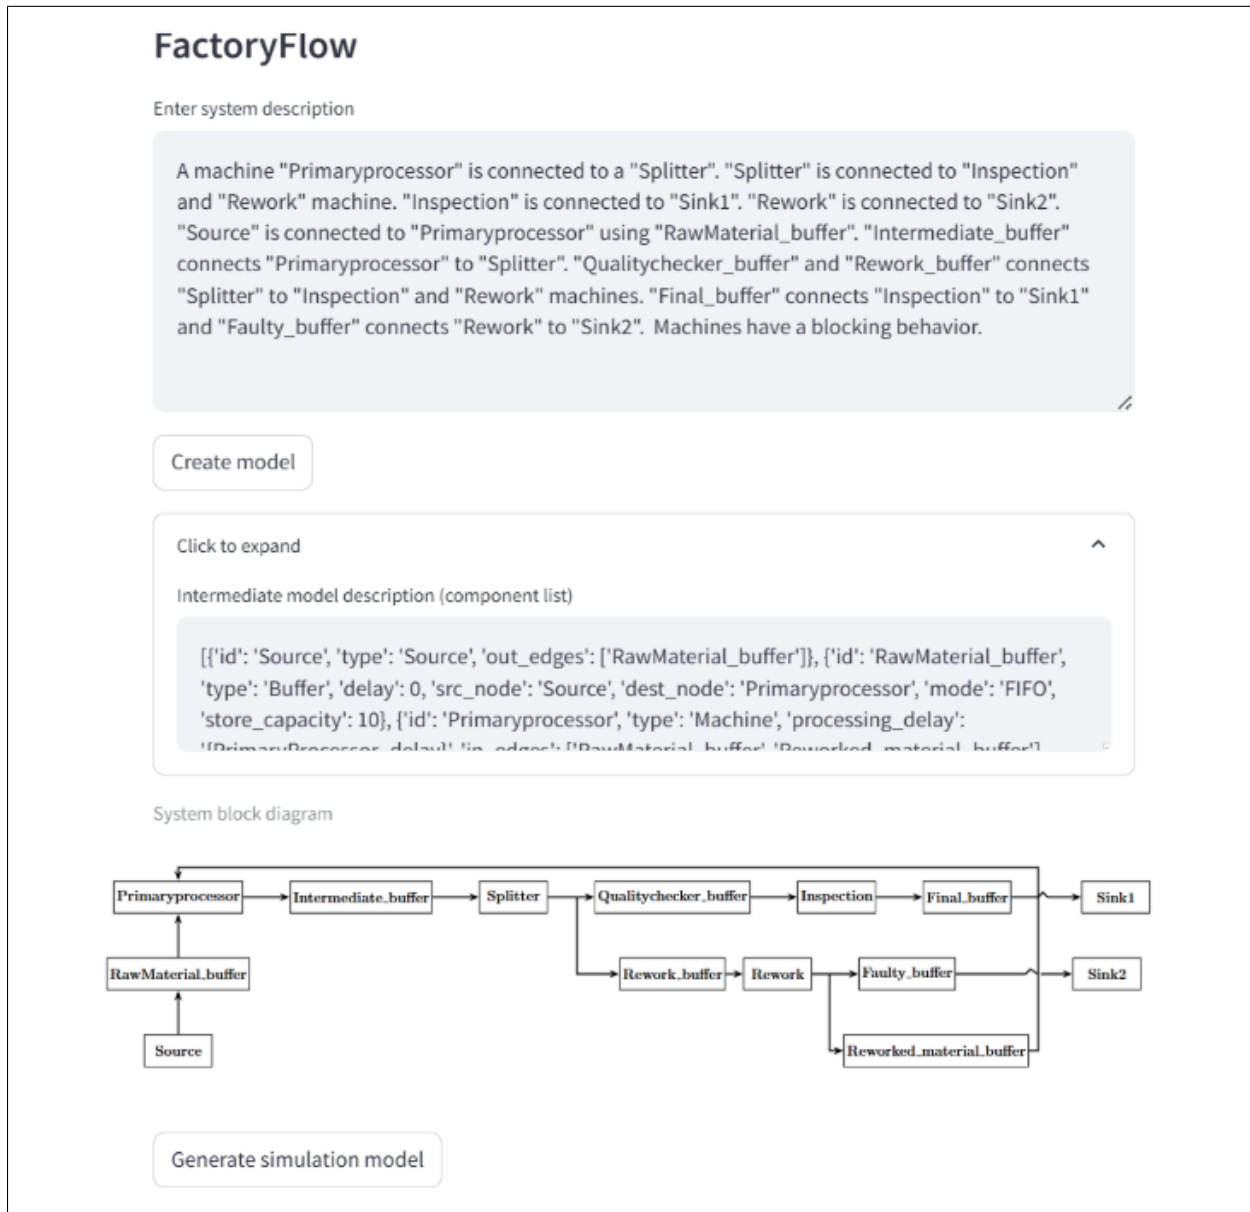 FactoryFlow
Enter system description
A machine "Primaryprocessor" is connected to a "Splitter". "Splitter" is connected to "Inspection"
and "Rework" machine. "Inspection" is connected to "Sink1". "Rework" is connected to "Sink2".
"Source" is connected to "Primaryprocessor" using "RawMaterial_buffer". "Intermediate_buffer"
connects "Primaryprocessor" to "Splitter". "Qualitychecker_buffer" and "Rework_buffer" connects
"Splitter" to "Inspection" and "Rework" machines. "Final_buffer" connects "Inspection" to "Sink1"
and "Faulty_buffer" connects "Rework" to "Sink2".  Machines have a blocking behavior.
Create model
Click to expand
Intermediate model description (component list)
[{'id': 'Source', 'type': 'Source', 'out_edges': ['RawMaterial_buffer']}, {'id': 'RawMaterial_buffer',
'type': 'Buffer', 'delay': 0, 'src_node': 'Source', 'dest_node': 'Primaryprocessor', 'mode': 'FIFO',
'store_capacity': 10}, {'id': 'Primaryprocessor', 'type': 'Machine', 'processing_delay':
'{PrimaryProcessor_delay}', 'in_edges': ['RawMaterial_buffer', 'Reworked_material_buffer'],
System block diagram
Primaryprocessor Intermediate_buffer Splitter Qualitychecker_buffer Inspection Final_buffer Sink1
RawMaterial_buffer Rework_buffer Rework Faulty_buffer Sink2
Source Reworked_material_buffer
Generate simulation model